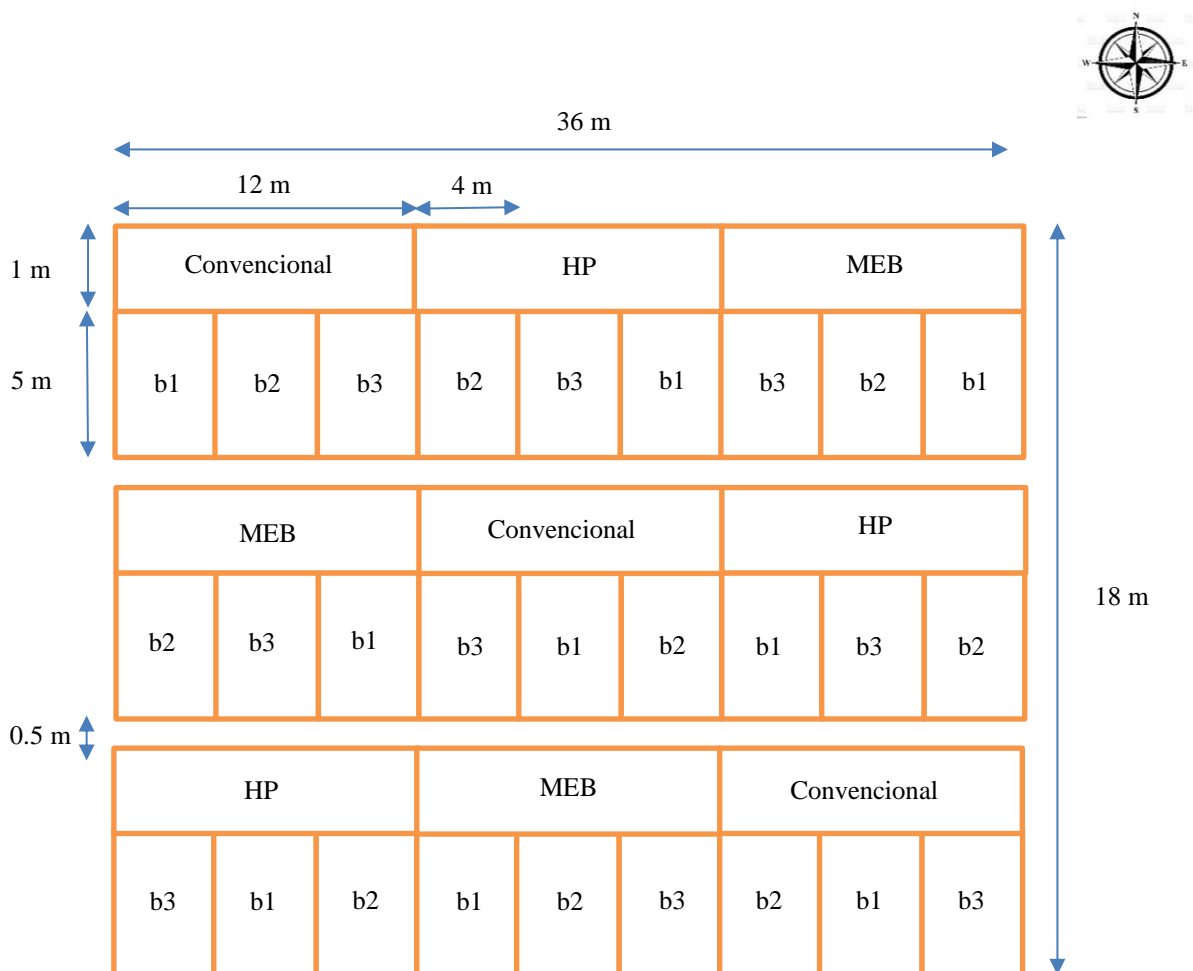 N
W E
S
36 m
12 m 4 m
1 m Convencional HP MEB
5 m b1 b2 b3 b2 b3 b1 b3 b2 b1
MEB Convencional HP
18 m
b2 b3 b1 b3 b1 b2 b1 b3 b2
0.5 m
HP MEB Convencional
b3 b1 b2 b1 b2 b3 b2 b1 b3